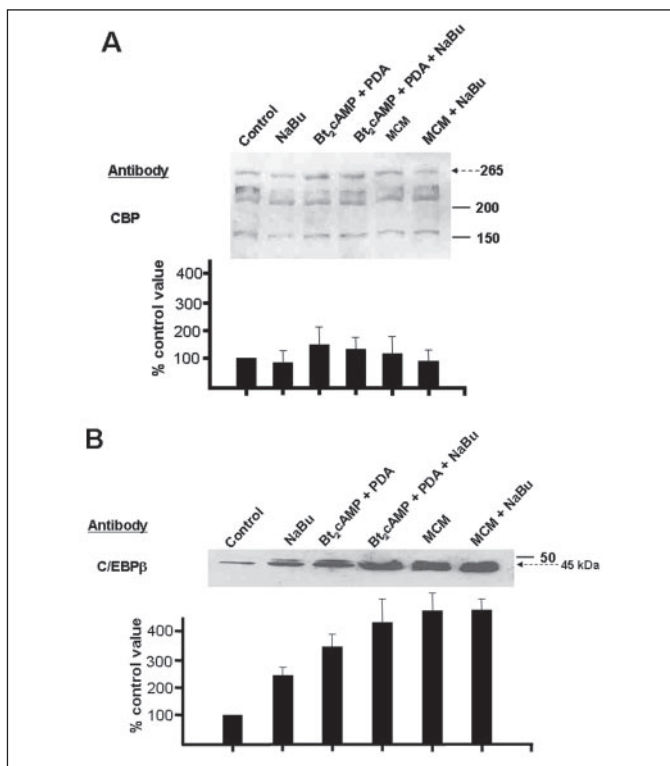 A
Control
NaBu
Bt₂cAMP + PDA
Bt₂cAMP + PDA + NaBu
MCM
MCM + NaBu
Antibody
265
CBP
200
150
400
300
200
100
% control value
B
Control
NaBu
Bt₂cAMP + PDA
Bt₂cAMP + PDA + NaBu
MCM
MCM + NaBu
Antibody
C/EBPβ
50
45 kDa
400
300
200
100
% control value